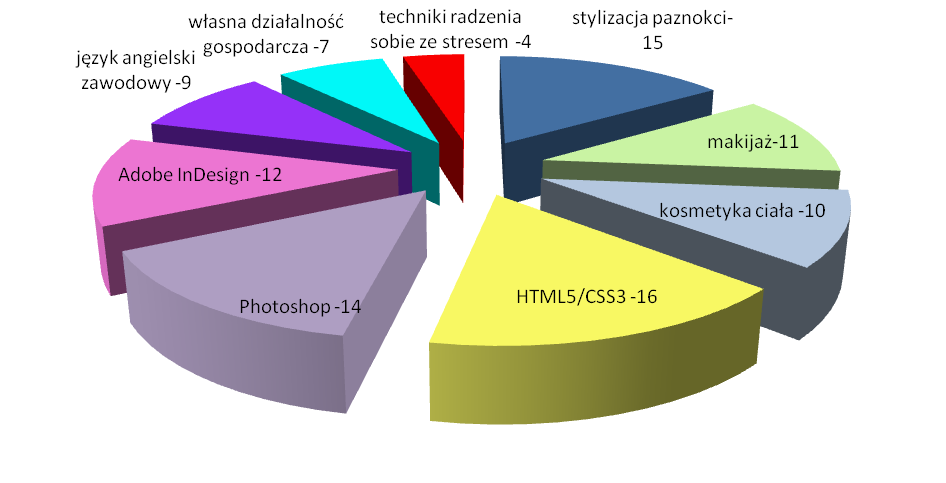 techniki radzenia
sobie ze stresem -4
stylizacja paznokci-
15
własna działalność
gospodarcza -7
język angielski
zawodowy -9
makijaż-11
Adobe InDesign -12
kosmetyka ciała -10
Photoshop -14
HTML5/CSS3 -16